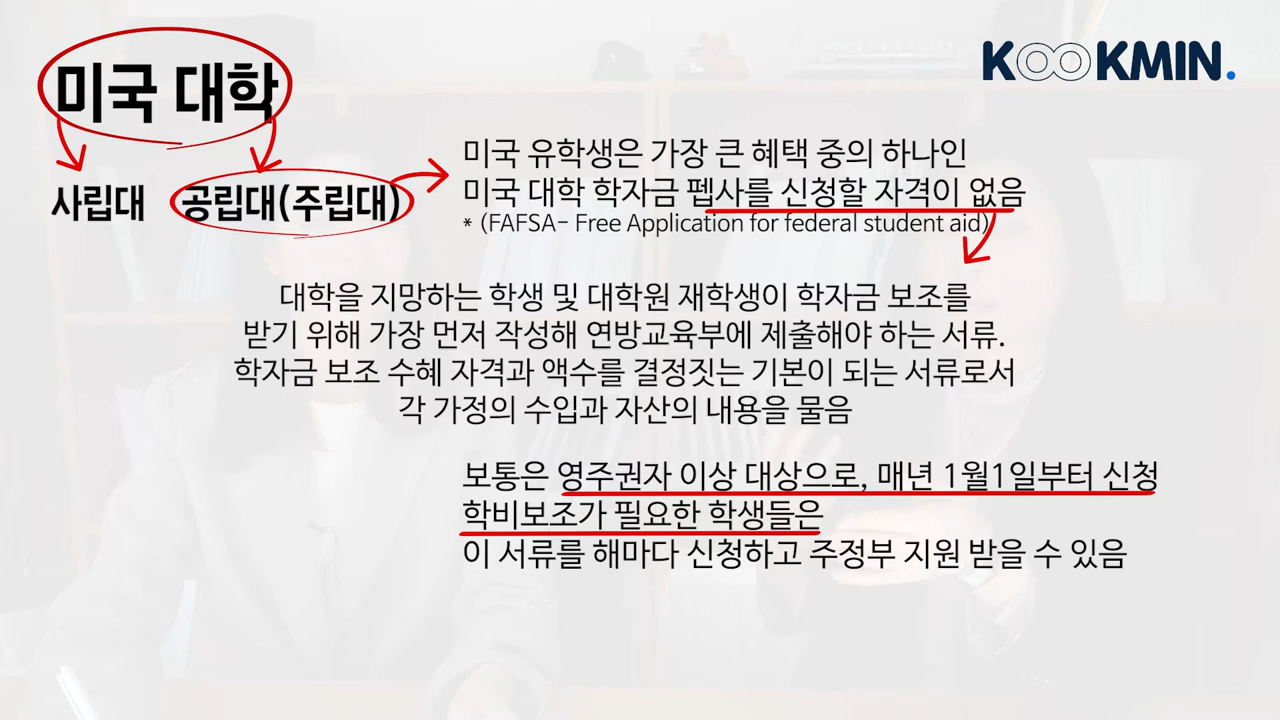 미국 대학
KOOKMIN.
사립대
공립대(주립대)
미국 유학생은 가장 큰 혜택 중의 하나인
미국 대학 학자금 펩사를 신청할 자격이 없음
* (FAFSA- Free Application for federal student aid)
대학을 지망하는 학생 및 대학원 재학생이 학자금 보조를
받기 위해 가장 먼저 작성해 연방교육부에 제출해야 하는 서류.
학자금 보조 수혜 자격과 액수를 결정짓는 기본이 되는 서류로서
각 가정의 수입과 자산의 내용을 물음
보통은 영주권자 이상 대상으로, 매년 1월1일부터 신청
학비보조가 필요한 학생들은
이 서류를 해마다 신청하고 주정부 지원 받을 수 있음